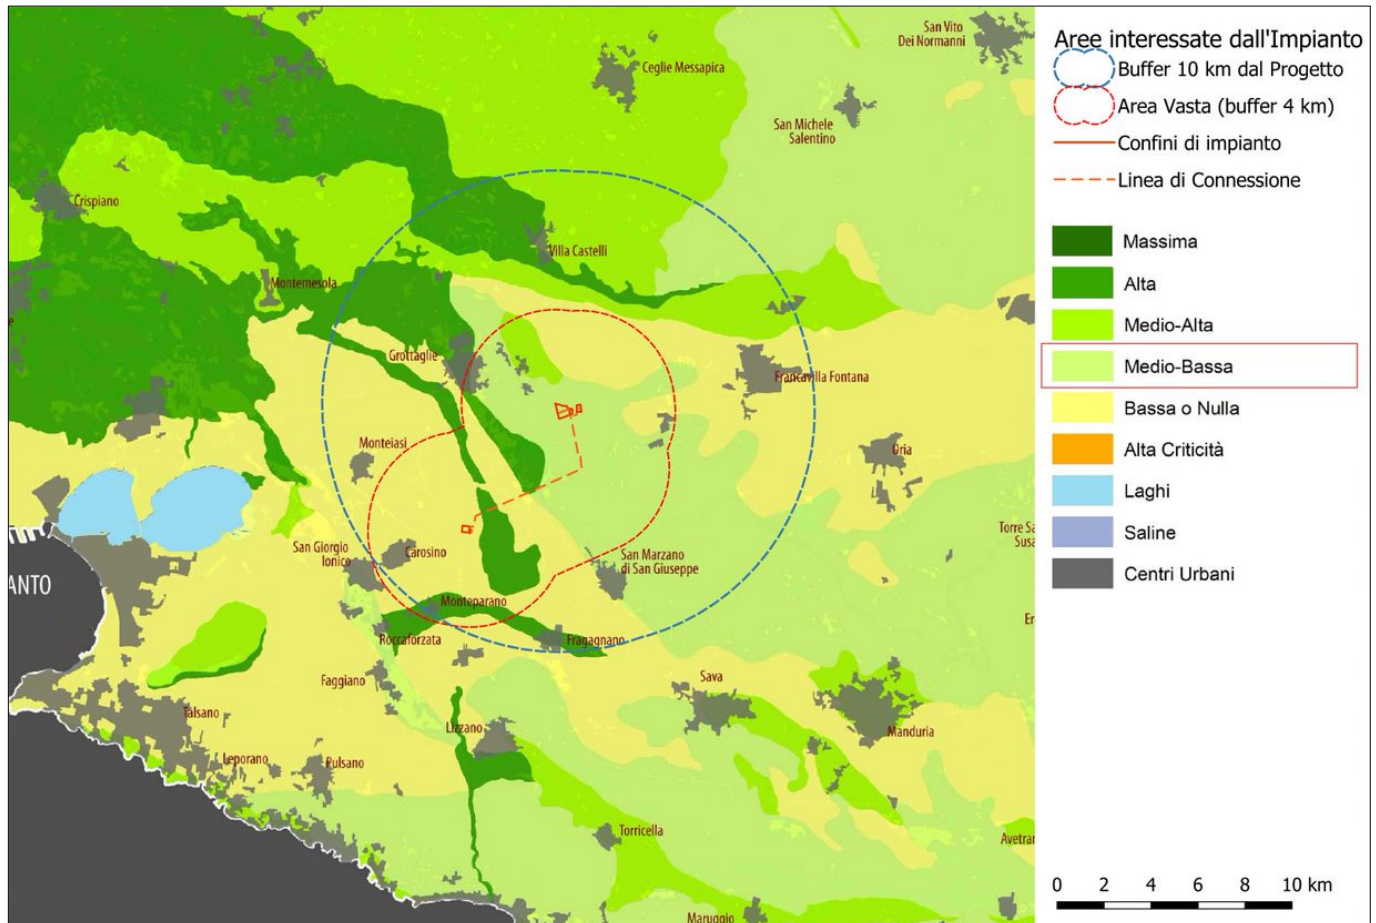 San Vito
Dei Normanni
Ceglie Messapica
San Michele
Salentino
Crispiano
Villa Castelli
Montemesola
Grottaglie
Francavilla Fontana
Monteiasi
Oria
Torre Sa
Susa
San Giorgio
Ionico
Carosino
San Marzano
di San Giuseppe
ANTO
Monteparano
Er
Roccaforzata
Fragagnano
Faggiano
Sava
Talsano
Lizzano
Manduria
Leporano
Pulsano
Torricella
Avetrar
Maruggio
Aree interessate dall'Impianto
Buffer 10 km dal Progetto
Area Vasta (buffer 4 km)
Confini di impianto
Linea di Connessione
Massima
Alta
Medio-Alta
Medio-Bassa
Bassa o Nulla
Alta Criticità
Laghi
Saline
Centri Urbani
0 2 4 6 8 10 km